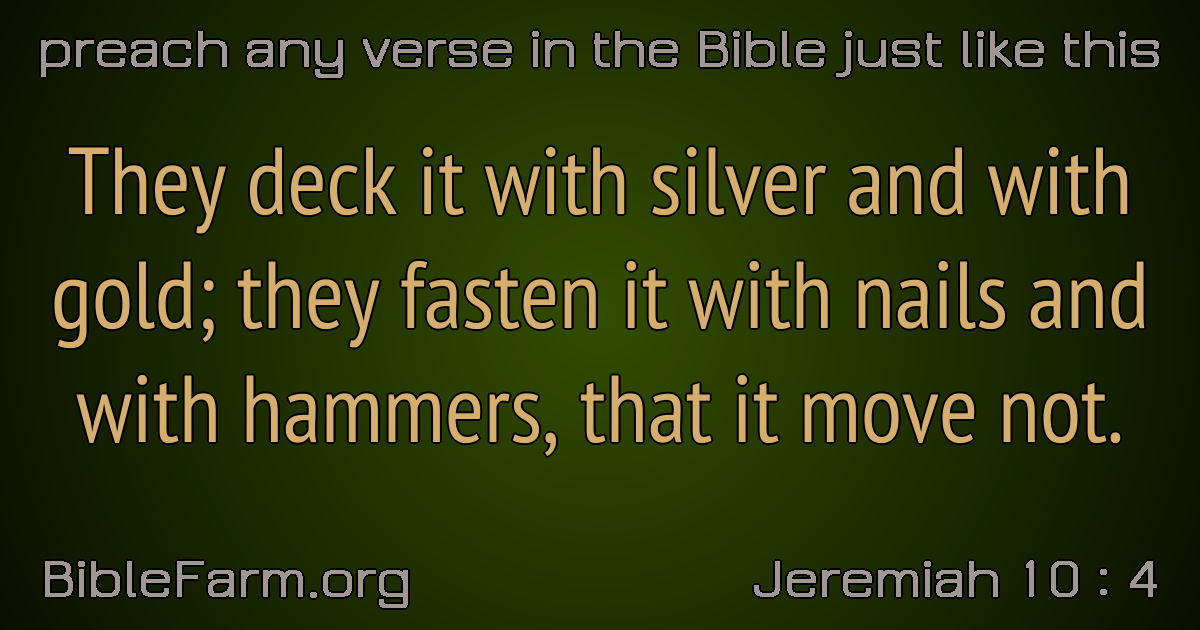 preach any verse in the Bible just like this
They deck it with silver and with
gold; they fasten it with nails and
with hammers, that it move not.
BibleFarm.org
Jeremiah 10 : 4